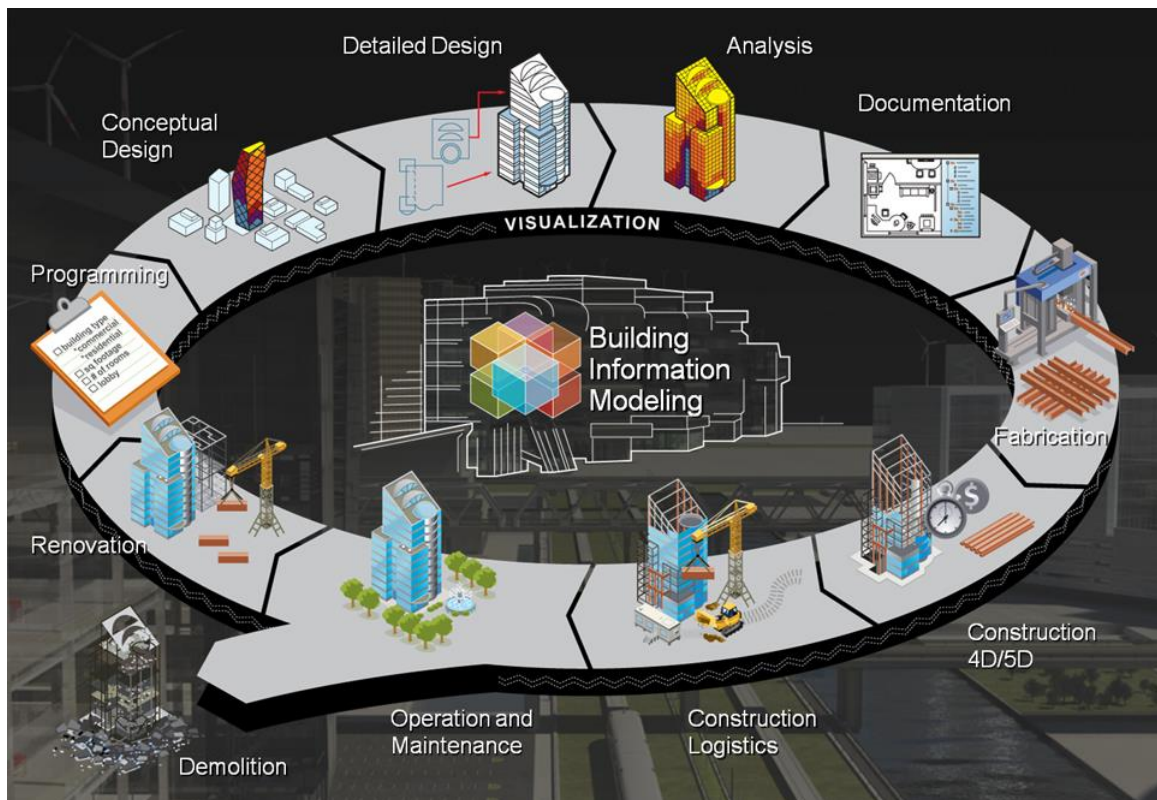 Detailed Design
Analysis
Documentation
Conceptual
Design
VISUALIZATION
Programming
building type
*commercial
*residential
sq footage
# of rooms
lobby
Building
Information
Modeling
$
Fabrication
Renovation
Construction
4D/5D
Operation and
Maintenance
Construction
Logistics
Demolition